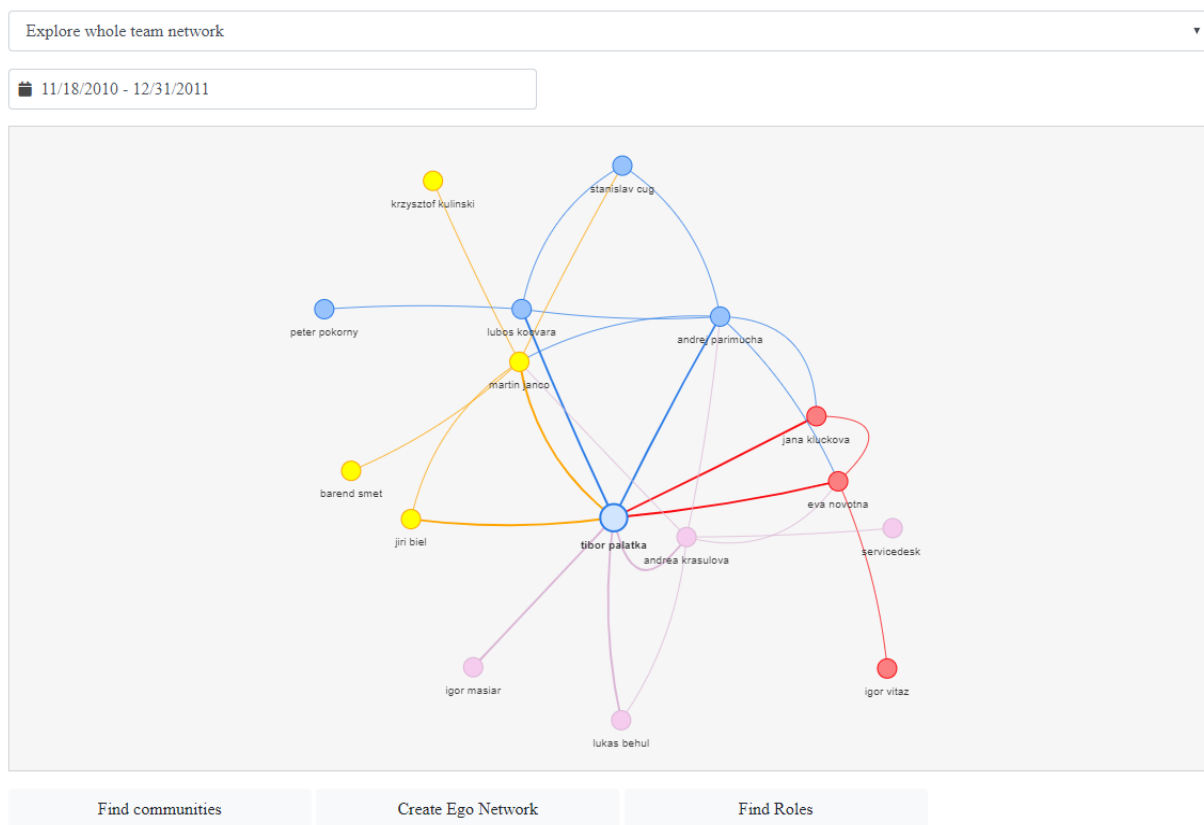 Explore whole team network
11/18/2010 - 12/31/2011
stanislav cug
krzysztof kulinski
peter pokorny
lubos kocvara
andrej parimucha
martin janco
jana kluckova
barend smet
eva novotna
jiri biel
tibor palatka
andrea krasulova
servicedesk
igor masiar
igor vitaz
lukas behul
Find communities
Create Ego Network
Find Roles